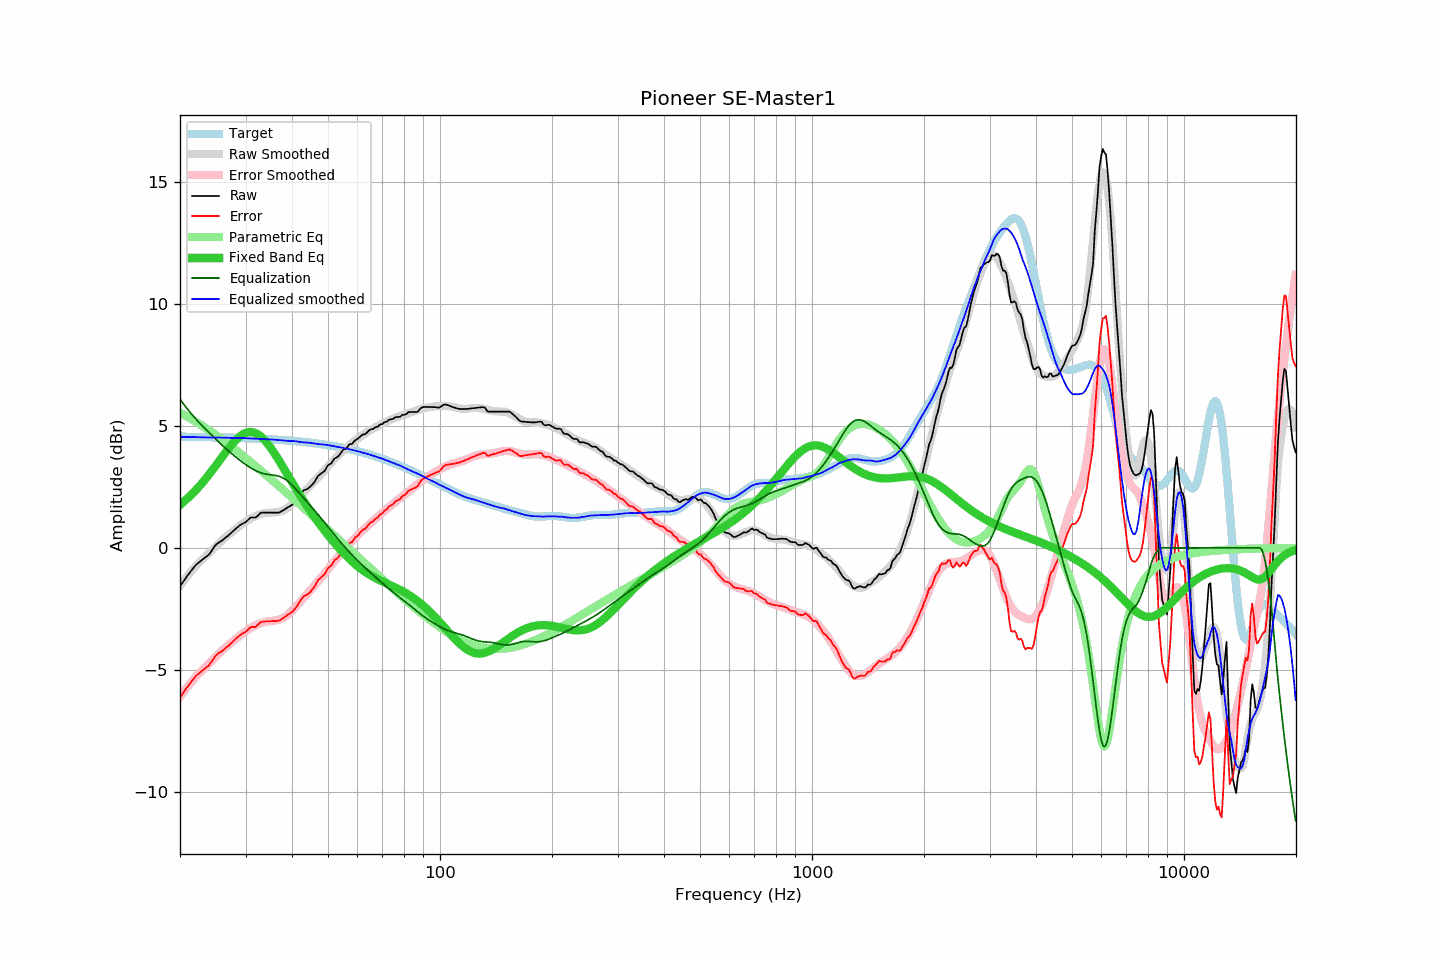 Pioneer SE-Master1
Target
Raw Smoothed
Error Smoothed
Raw
Error
Parametric Eq
Fixed Band Eq
Equalization
Equalized smoothed
15
10
5
0
−5
−10
Amplitude (dBr)
100
1000
10000
Frequency (Hz)